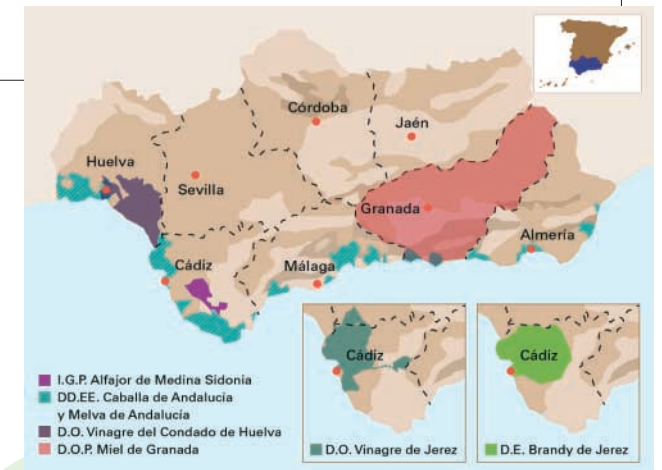 Córdoba
Jaén
Huelva
Sevilla
Granada
Almería
Cádiz
Málaga
I.G.P. Alfajor de Medina Sidonia
DD.EE. Caballa de Andalucía
y Melva de Andalucía
D.O. Vinagre del Condado de Huelva
D.O.P. Miel de Granada
Cádiz
D.O. Vinagre de Jerez
Cádiz
D.E. Brandy de Jerez